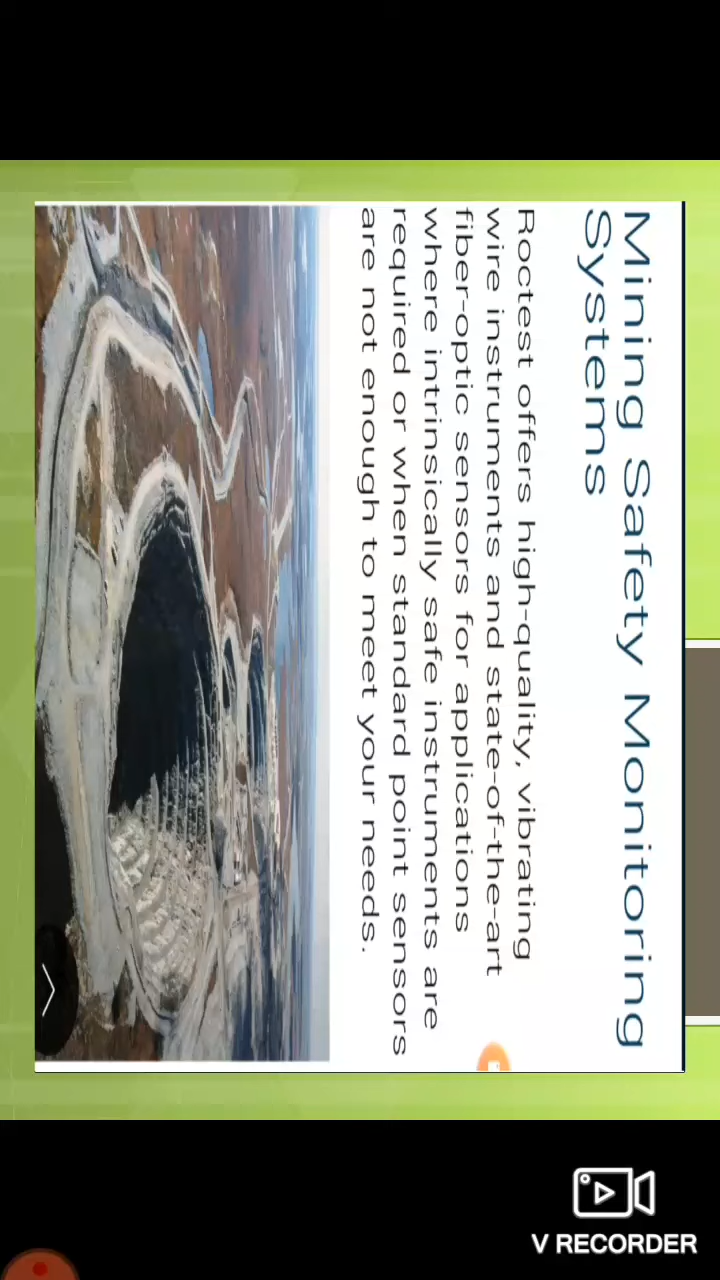 Mining Safety Monitoring
Systems
Roctest offers high-quality, vibrating
wire instruments and state-of-the-art
fiber-optic sensors for applications
where intrinsically safe instruments are
required or when standard point sensors
are not enough to meet your needs.
V RECORDER